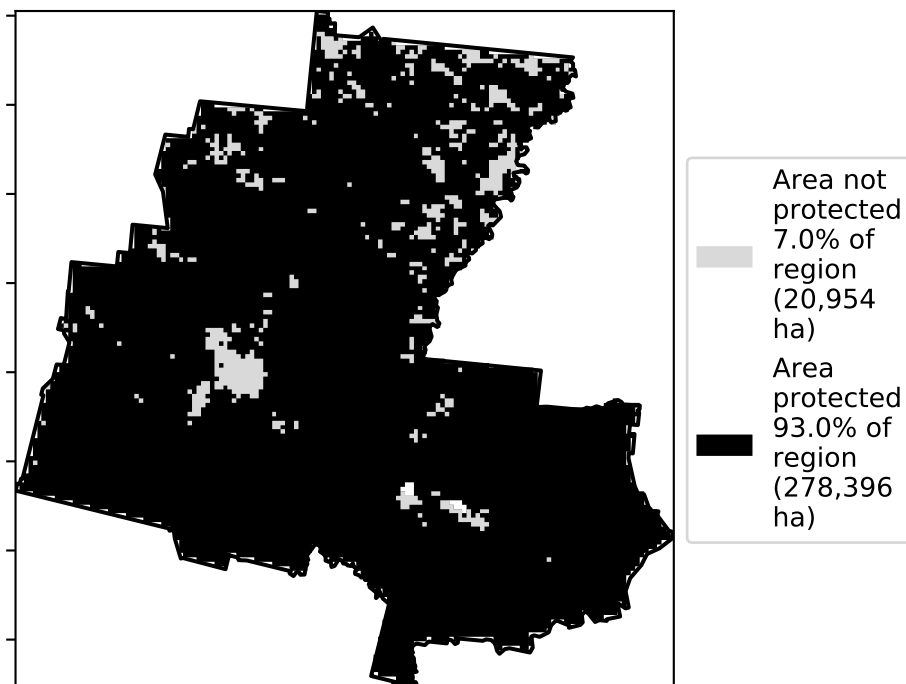 Area not
protected
7.0% of
region
(20,954
ha)
Area
protected
93.0% of
region
(278,396
ha)